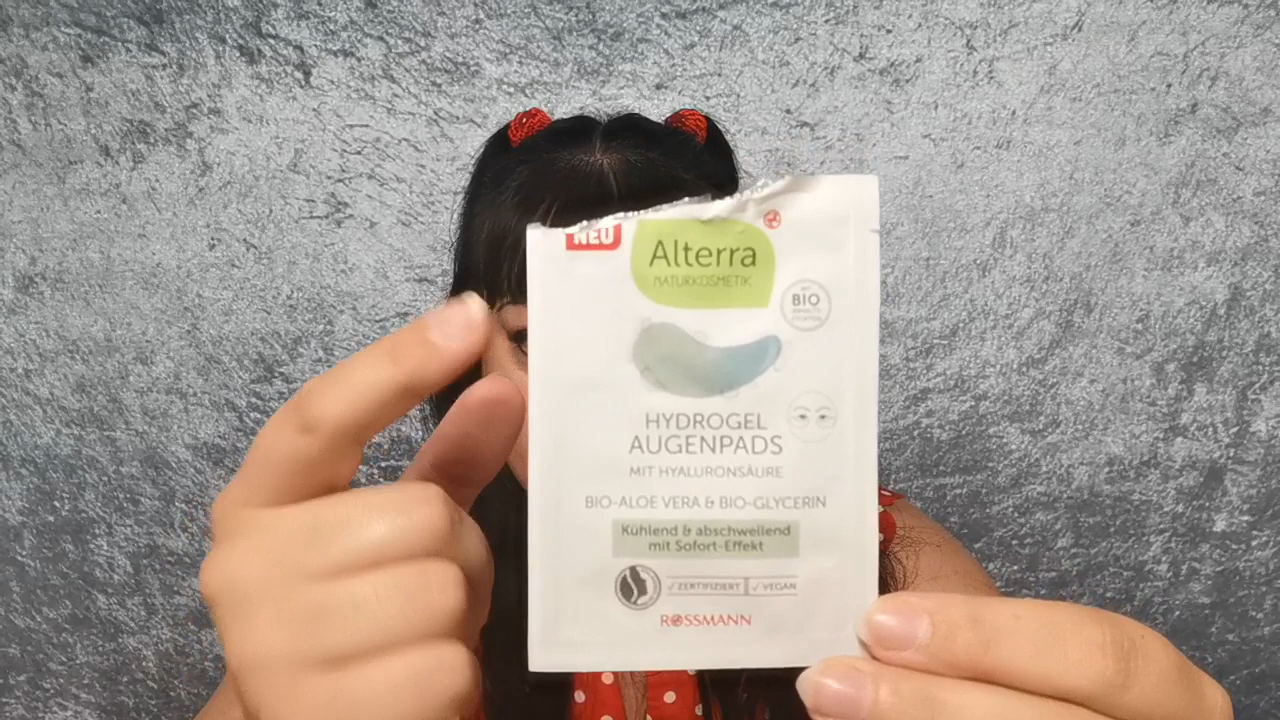 NEU
Alterra
NATURKOSMETIK
BIO
HYDROGEL
AUGENPADS
MIT HYALURONSÄURE
BIO-ALOE VERA & BIO-GLYCERIN
Kühlend & abschwellend
mit Sofort-Effekt
✓ZERTIFIZIERT ✓VEGAN
ROSSMANN